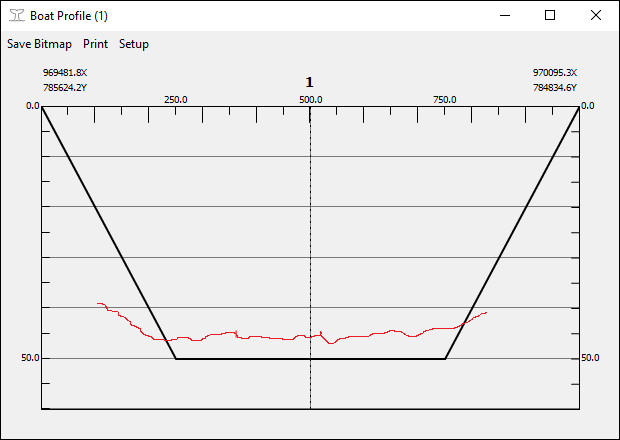 Boat Profile (1)
Save Bitmap Print Setup
969481.8X 1 970095.3X
785624.2Y 784834.6Y
250.0 500.0 750.0
0.0 0.0
50.0 50.0